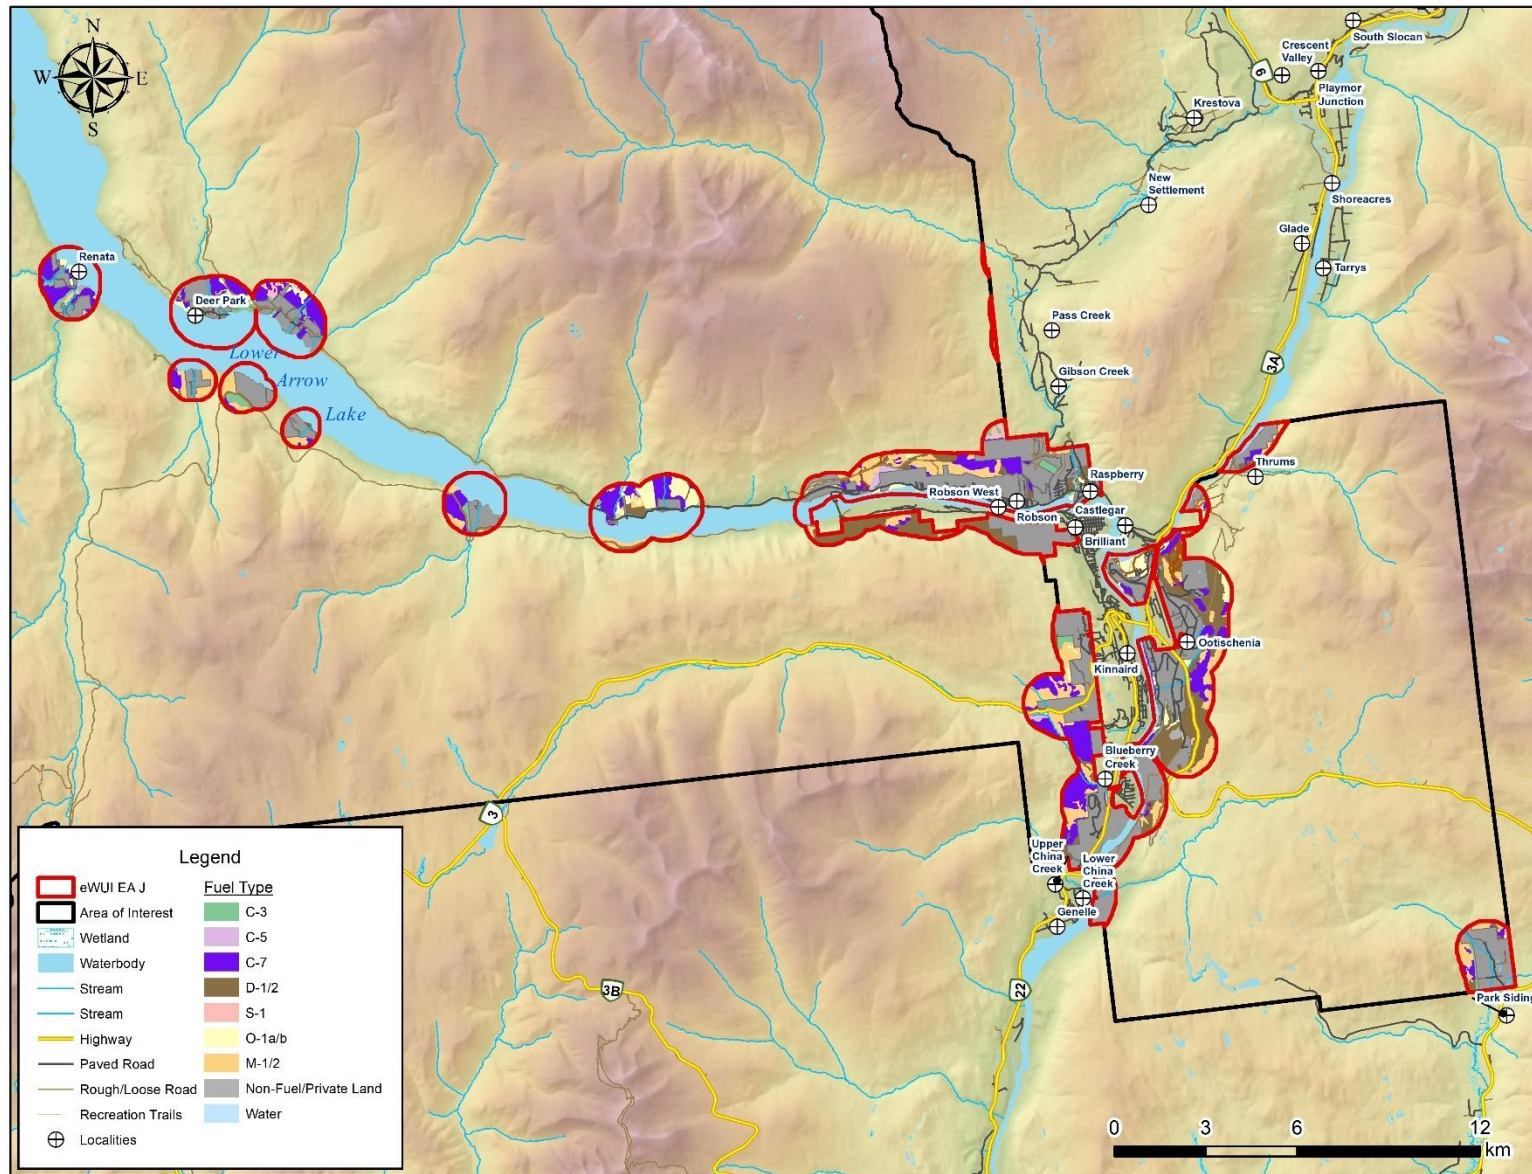 N
W
E
S
South Slocan
Crescent
Valley
6
Playmor
Junction
Krestova
New
Settlement
Shoreacres
Glade
Tarrys
Renata
Deer Park
Lower
Arrow
Lake
Pass Creek
3A
Gibson Creek
Thrums
Raspberry
Robson West
Robson
Castlegar
Brilliant
Ootischenia
Kinnaird
Blueberry
Creek
3
Upper
China
Creek
Lower
China
Creek
Genelle
3B
22
Park Siding
Legend
eWUI EA J
Area of Interest
Wetland
Waterbody
Stream
Stream
Highway
Paved Road
Rough/Loose Road
Recreation Trails
Localities
Fuel Type
C-3
C-5
C-7
D-1/2
S-1
O-1a/b
M-1/2
Non-Fuel/Private Land
Water
0 3 6 12
km